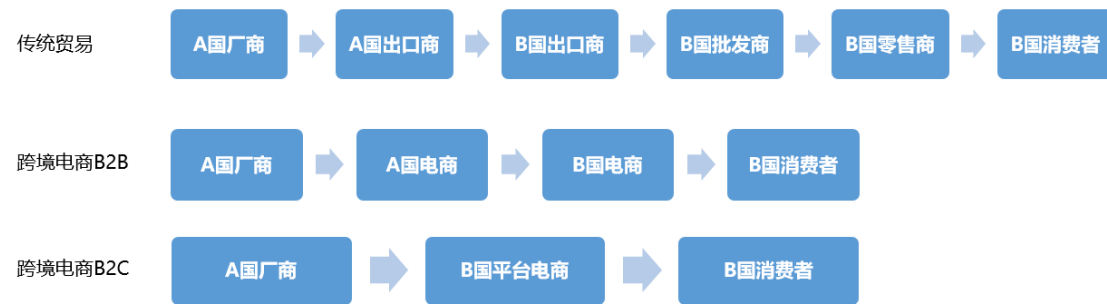 传统贸易 A国厂商 A国出口商 B国出口商 B国批发商 B国零售商 B国消费者
跨境电商B2B A国厂商 A国电商 B国电商 B国消费者
跨境电商B2C A国厂商 B国平台电商 B国消费者